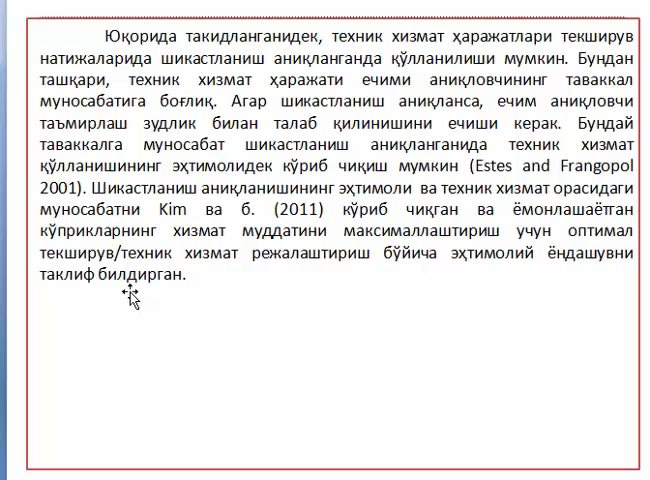 Юқорида такидланганидек, техник хизмат ҳаражатлари текширув
натижаларида шикастланиш аниқланганда қўлланилиши мумкин. Бундан
ташқари, техник хизмат ҳаражати ечими аниқловчининг таваккал
муносабатига боғлиқ. Агар шикастланиш аниқланса, ечим аниқловчи
таъмирлаш зудлик билан талаб қилинишини ечиши керак. Бундай
таваккалга муносабат шикастланиш аниқланганида техник хизмат
қўлланишининг эҳтимолидек кўриб чиқиш мумкин (Estes and Frangopol
2001). Шикастланиш аниқланишининг эҳтимоли ва техник хизмат орасидаги
муносабатни Kim ва б. (2011) кўриб чиқган ва ёмонлашаётган
кўприкларнинг хизмат муддатини максималлаштириш учун оптимал
текширув/техник хизмат режалаштириш бўйича эҳтимолий ёндашувни
таклиф билдирган.